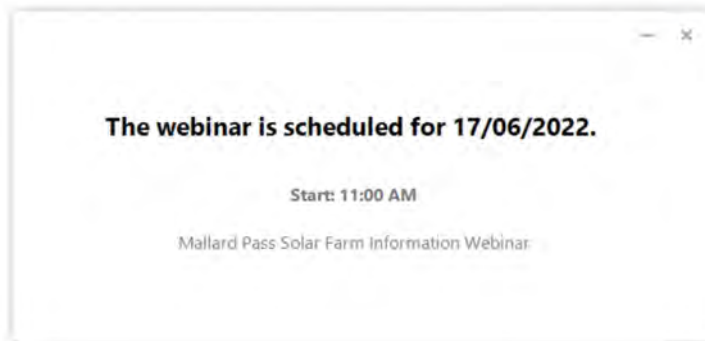 The webinar is scheduled for 17/06/2022.
Start: 11:00 AM
Mallard Pass Solar Farm Information Webinar